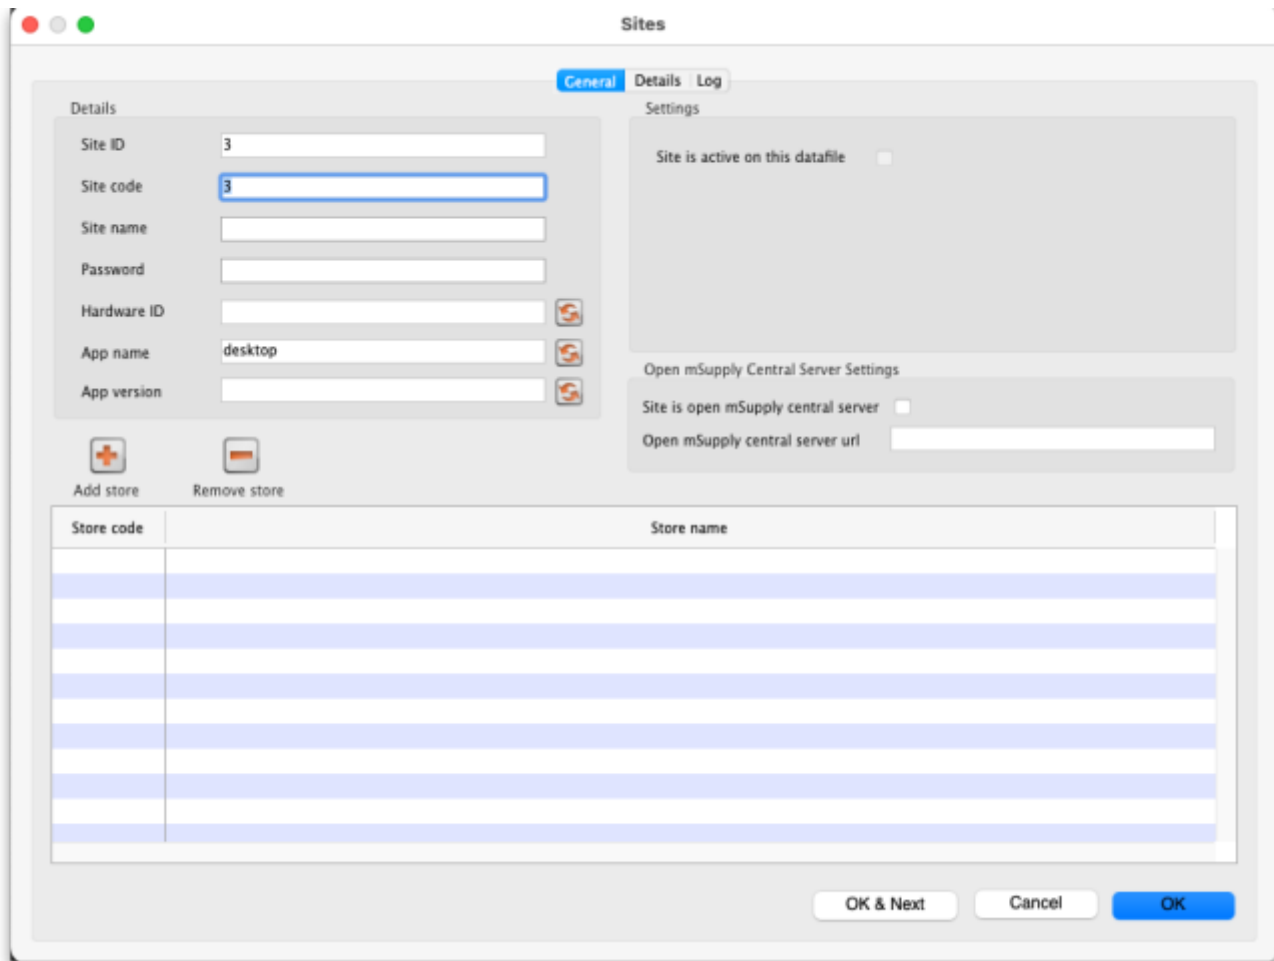 Sites
General Details Log
Details
Site ID 3
Site code 3
Site name
Password
Hardware ID
App name desktop
App version
Settings
Site is active on this datafile
Open mSupply Central Server Settings
Site is open mSupply central server
Open mSupply central server url
Add store Remove store
Store code Store name
OK & Next Cancel OK